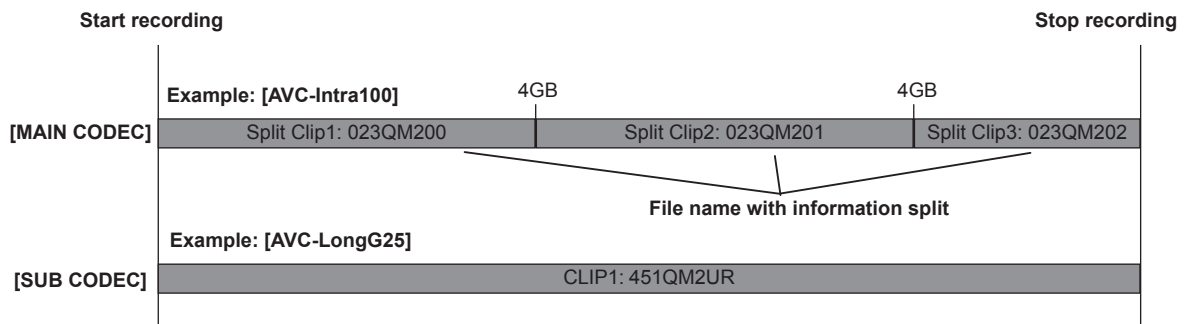 Start recording
Stop recording
Example: [AVC-Intra100]
4GB
4GB
[MAIN CODEC]
Split Clip1: 023QM200
Split Clip2: 023QM201
Split Clip3: 023QM202
File name with information split
Example: [AVC-LongG25]
[SUB CODEC]
CLIP1: 451QM2UR